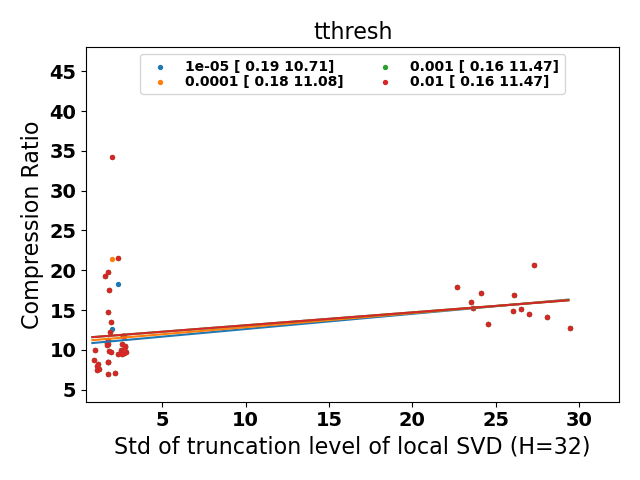 tthresh
1e-05 [ 0.19 10.71]
0.0001 [ 0.18 11.08]
0.001 [ 0.16 11.47]
0.01 [ 0.16 11.47]
Compression Ratio
45
40
35
30
25
20
15
10
5
5 10 15 20 25 30
Std of truncation level of local SVD (H=32)